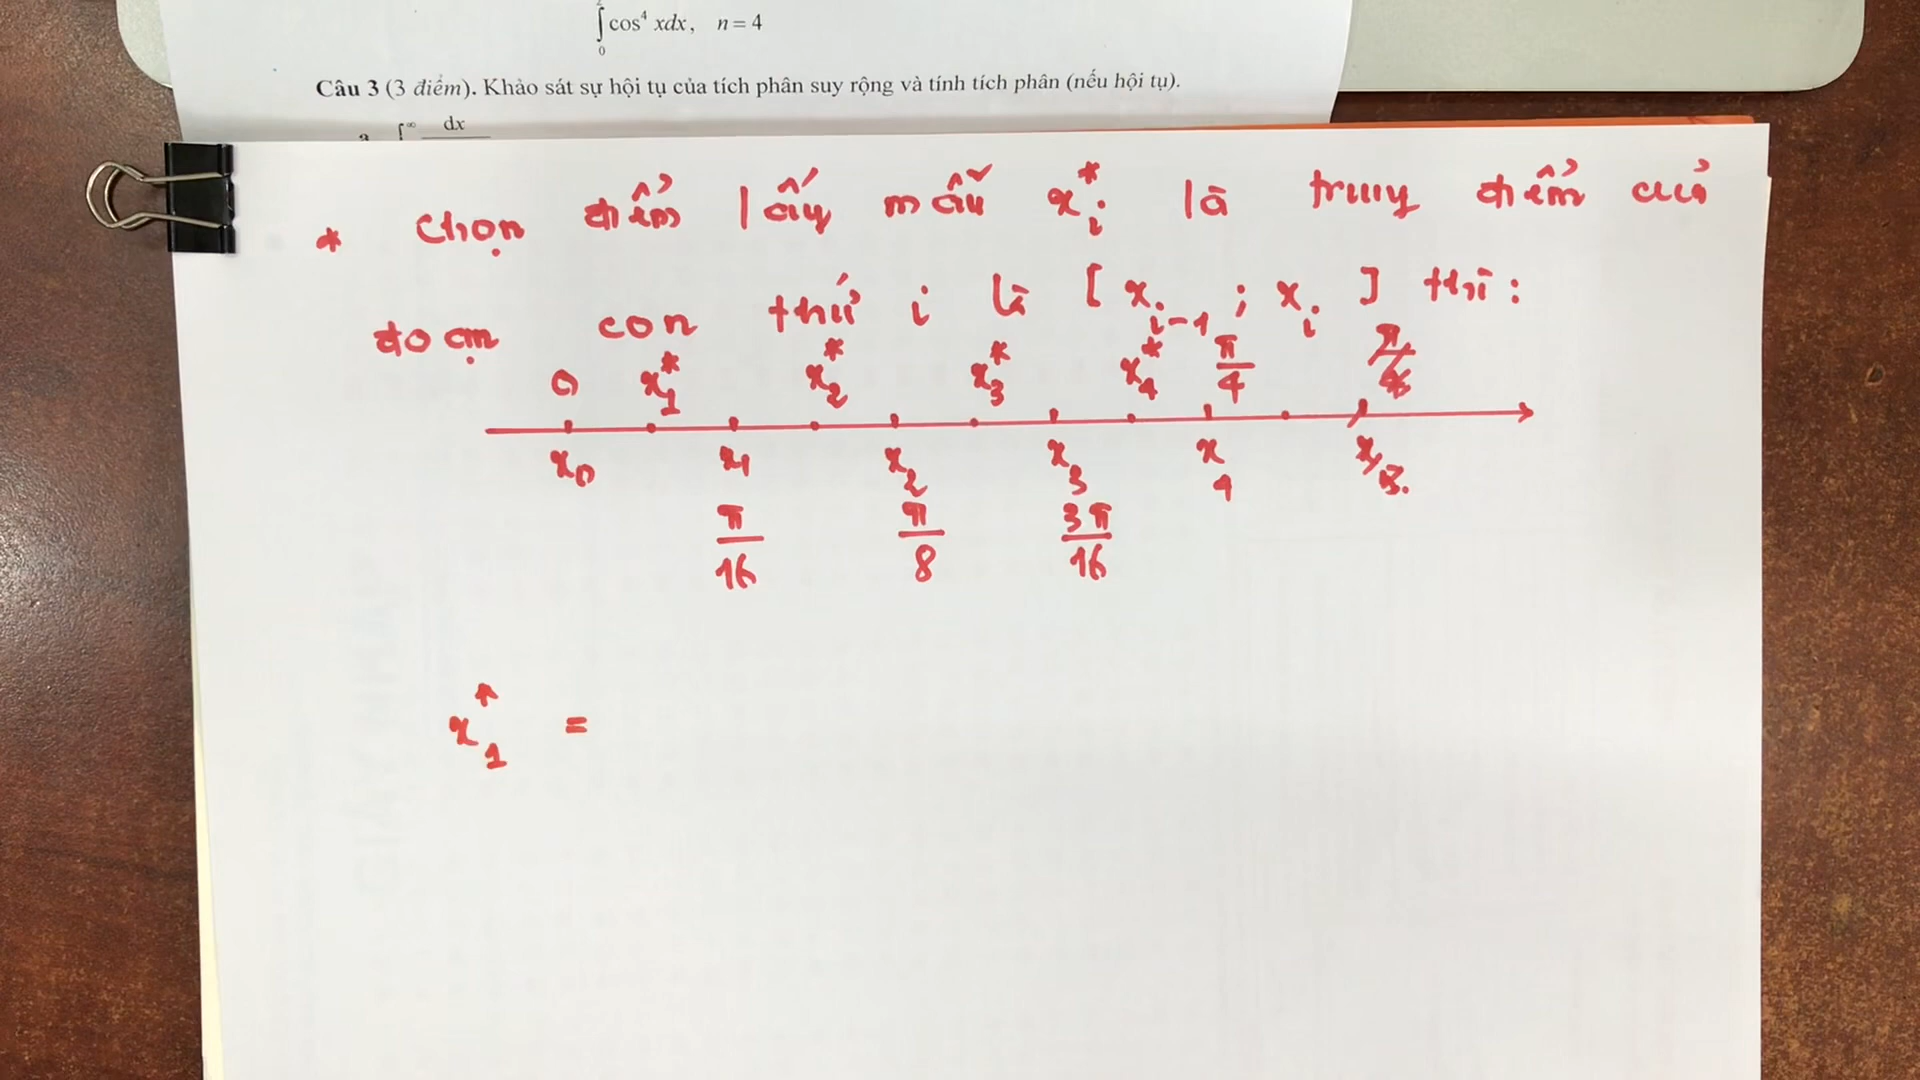 ∫₀ cos⁴ xdx, n = 4
Câu 3 (3 điểm). Khảo sát sự hội tụ của tích phân suy rộng và tính tích phân (nếu hội tụ).
a ∫^∞ dx
* Chọn điểm lấy mẫu xᵢ* là trung điểm của
đoạn con thứ i là [xᵢ₋₁ ; xᵢ] thì :
0 x₁* x₂* x₃* x₄* π/4
x₀ x₁ x₂ x₃ x₄
π/16 π/8 3π/16
x₁* =